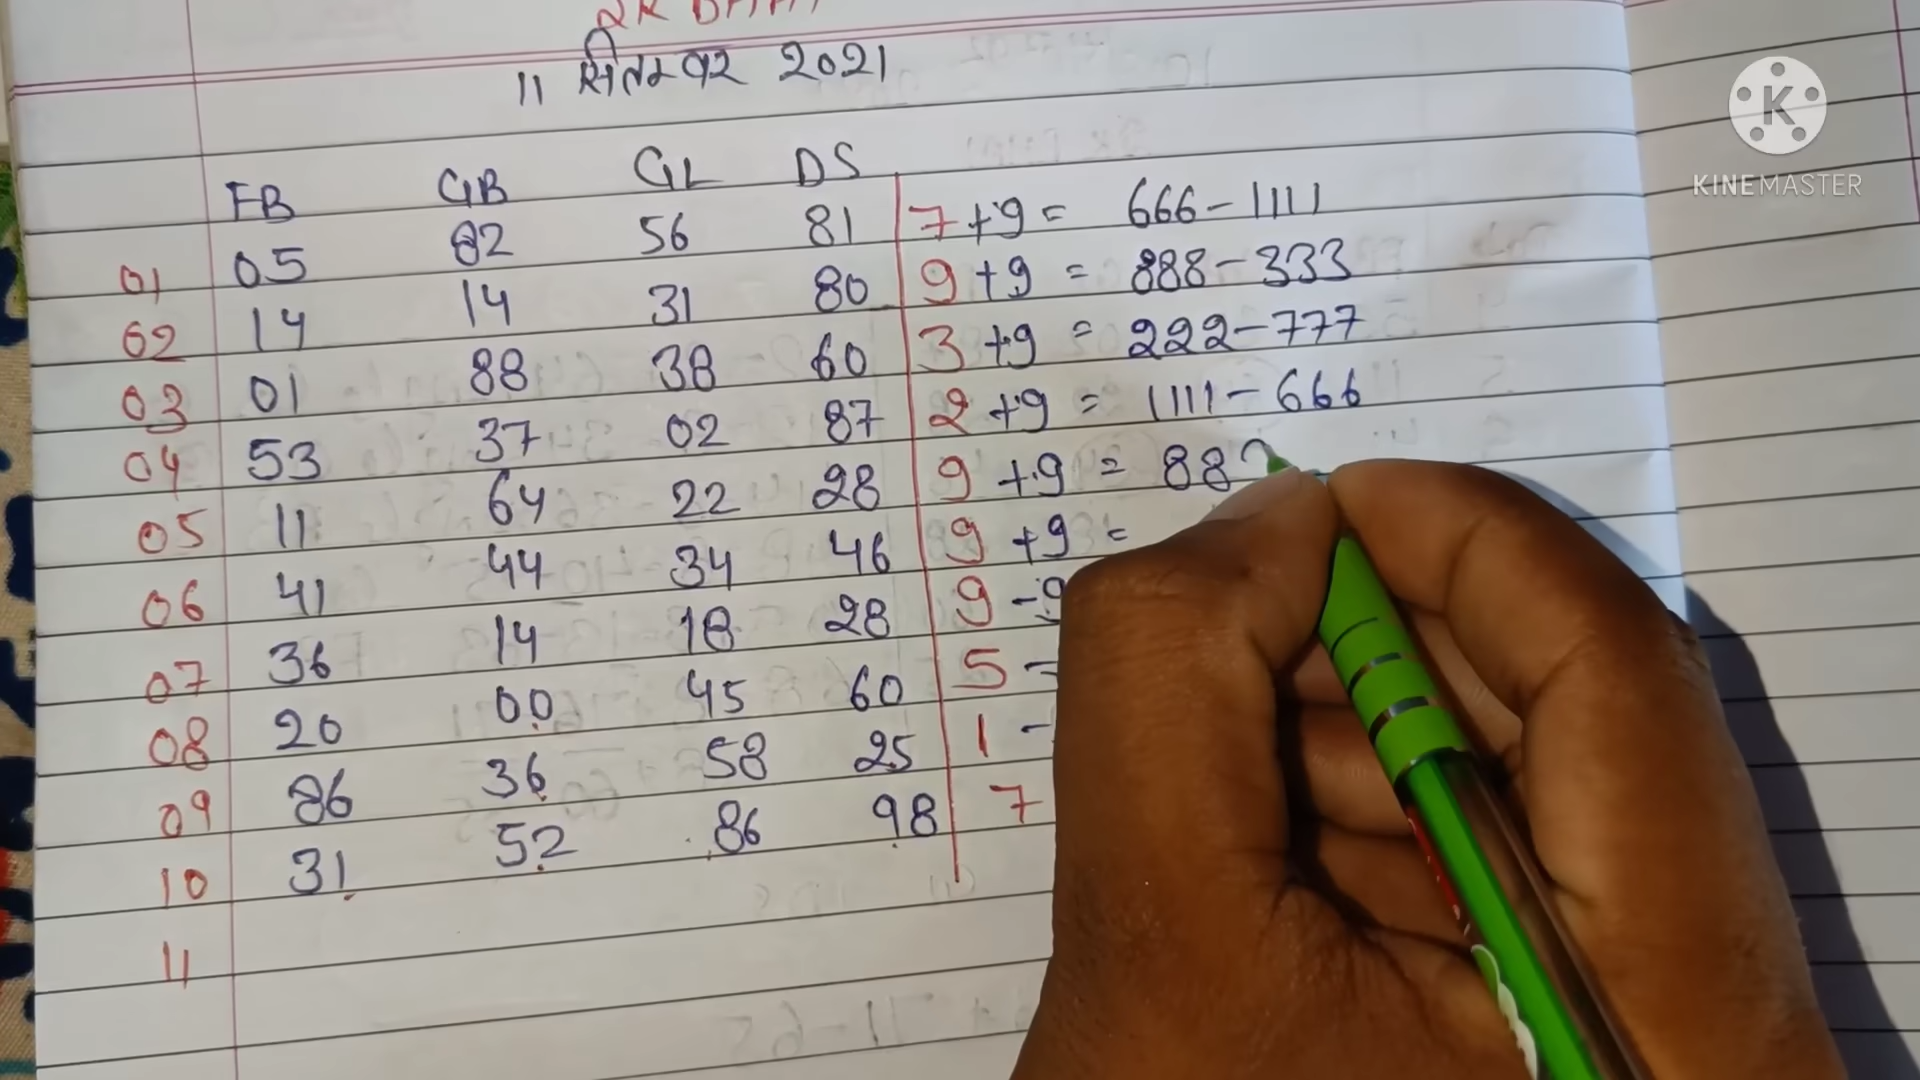 11 सितम्बर 2021
KINEMASTER
FB GB GL DS
01 05 82 56 81 7+9= 666-1111
02 14 14 31 80 9+9 = 888-333
03 01 88 38 60 3+9 = 222-777
04 53 37 02 87 2+9 = 1111-666
05 11 64 22 28 9+9 = 88
06 41 44 34 46 9+9 =
07 36 14 18 28 9-9
08 20 00 45 60 5-
09 86 36 58 25 1-
10 31 52 86 98 7
11